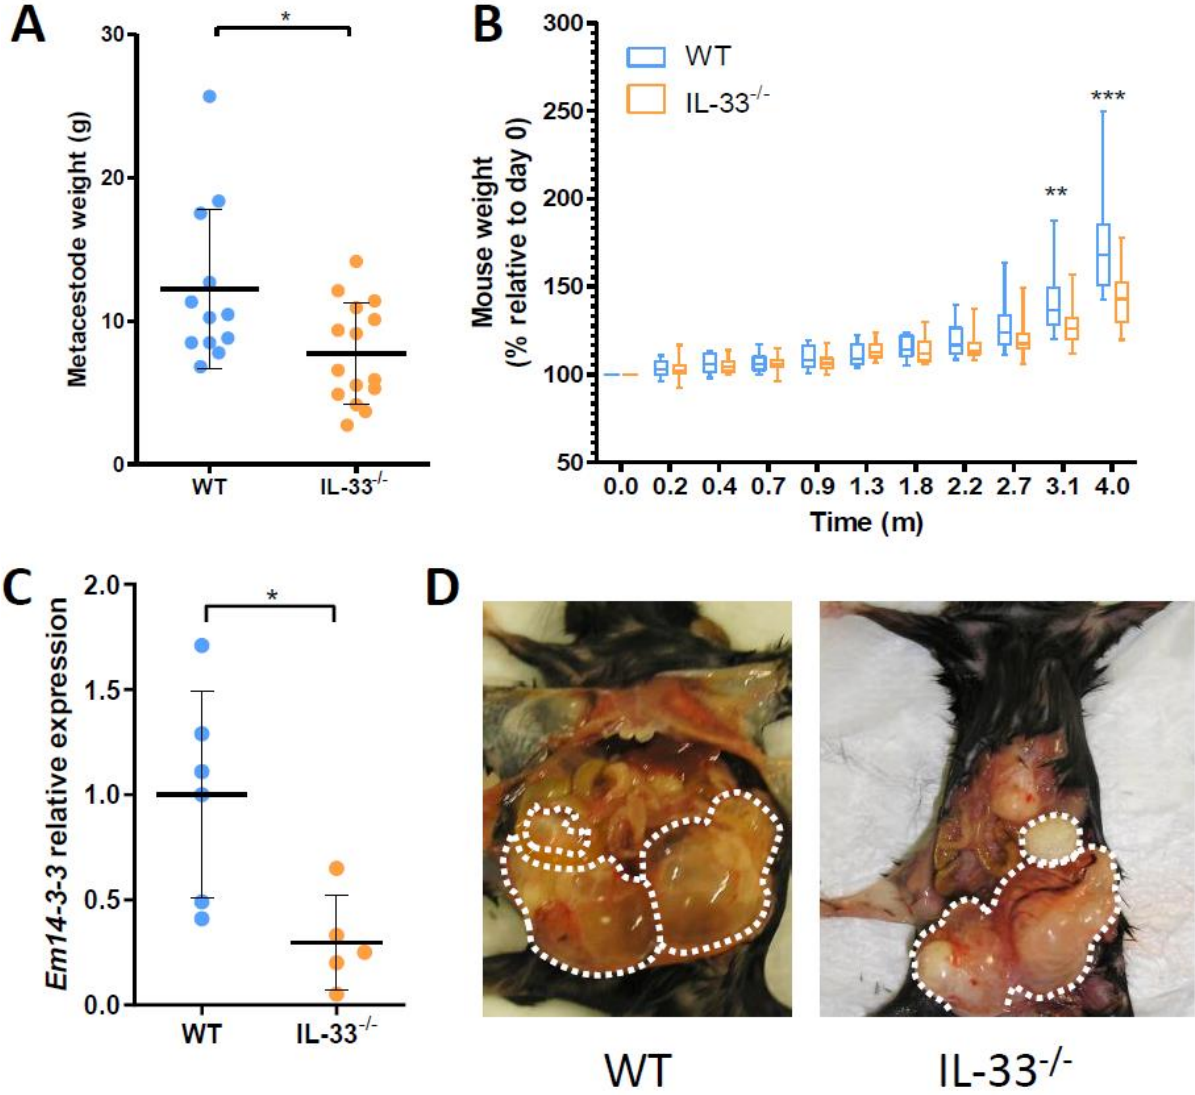 A
*
30
20
10
0
Metacestode weight (g)
WT
IL-33-/-
B
WT
IL-33-/-
300
250
200
150
100
50
Mouse weight
(% relative to day 0)
**
***
0.0 0.2 0.4 0.7 0.9 1.3 1.8 2.2 2.7 3.1 4.0
Time (m)
C
*
2.0
1.5
1.0
0.5
0.0
Em14-3-3 relative expression
WT
IL-33-/-
D
WT
IL-33-/-